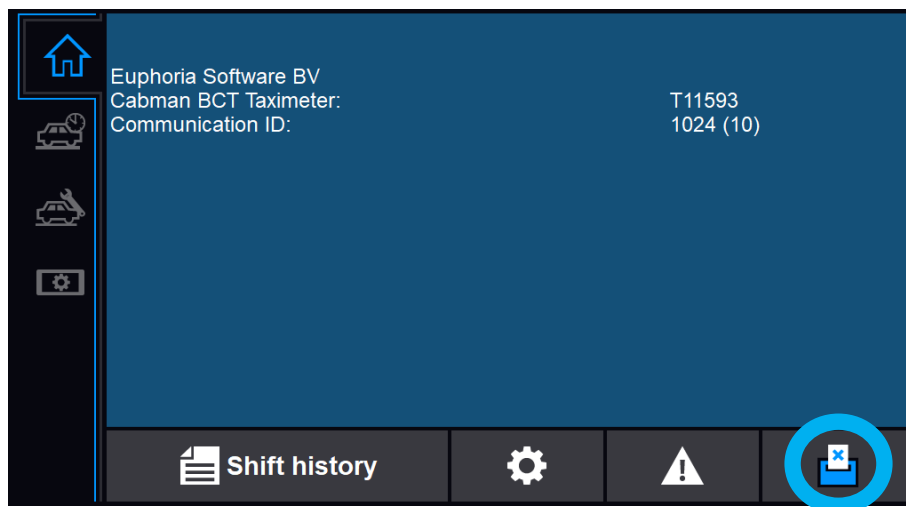 Euphoria Software BV
Cabman BCT Taximeter: T11593
Communication ID: 1024 (10)
Shift history